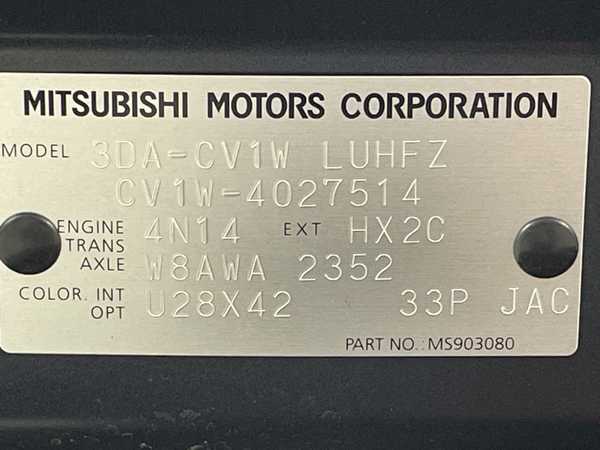 MITSUBISHI MOTORS CORPORATION
MODEL 3DA-CV1W LUHFZ
CV1W-4027514
ENGINE 4N14 EXT HX2C
TRANS
AXLE W8AWA 2352
COLOR. INT U28X42 33P JAC
OPT
PART NO.: MS903080